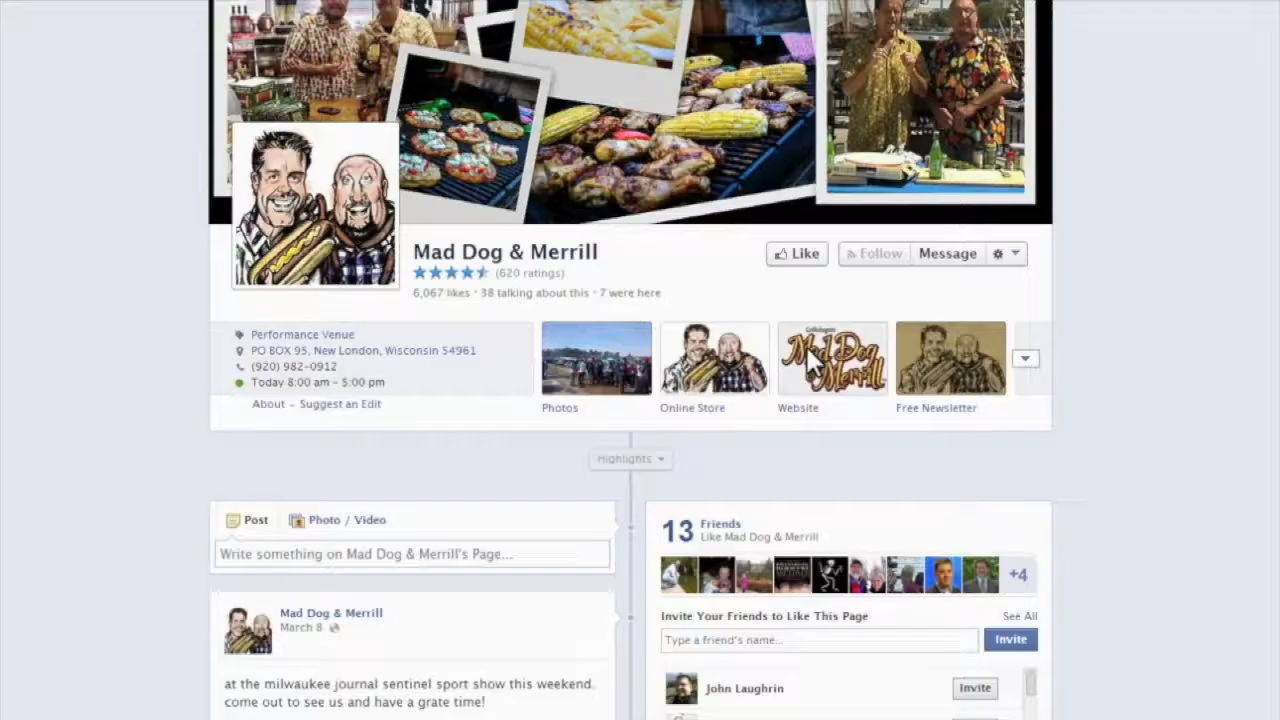 Mad Dog & Merrill
Like
Follow
Message
(620 ratings)
6,067 likes · 38 talking about this · 7 were here
Performance Venue
PO BOX 95, New London, Wisconsin 54961
(920) 982-0912
Today 8:00 am – 5:00 pm
About – Suggest an Edit
Mad Dog
Merrill
Photos
Online Store
Website
Free Newsletter
Highlights
Post
Photo / Video
Write something on Mad Dog & Merrill's Page...
13 Friends
Like Mad Dog & Merrill
+4
Invite Your Friends to Like This Page
See All
Type a friend's name...
Invite
John Laughrin
Invite
Mad Dog & Merrill
March 8
at the milwaukee journal sentinel sport show this weekend.
come out to see us and have a grate time!